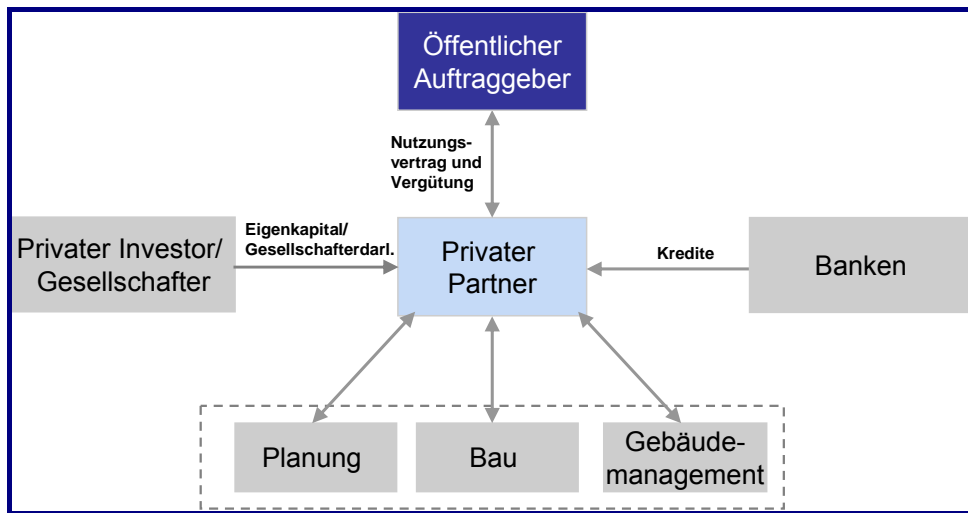 Öffentlicher
Auftraggeber
Nutzungs-
vertrag und
Vergütung
Privater Investor/
Gesellschafter
Eigenkapital/
Gesellschafterdarl.
Privater
Partner
Kredite
Banken
Planung
Bau
Gebäude-
management